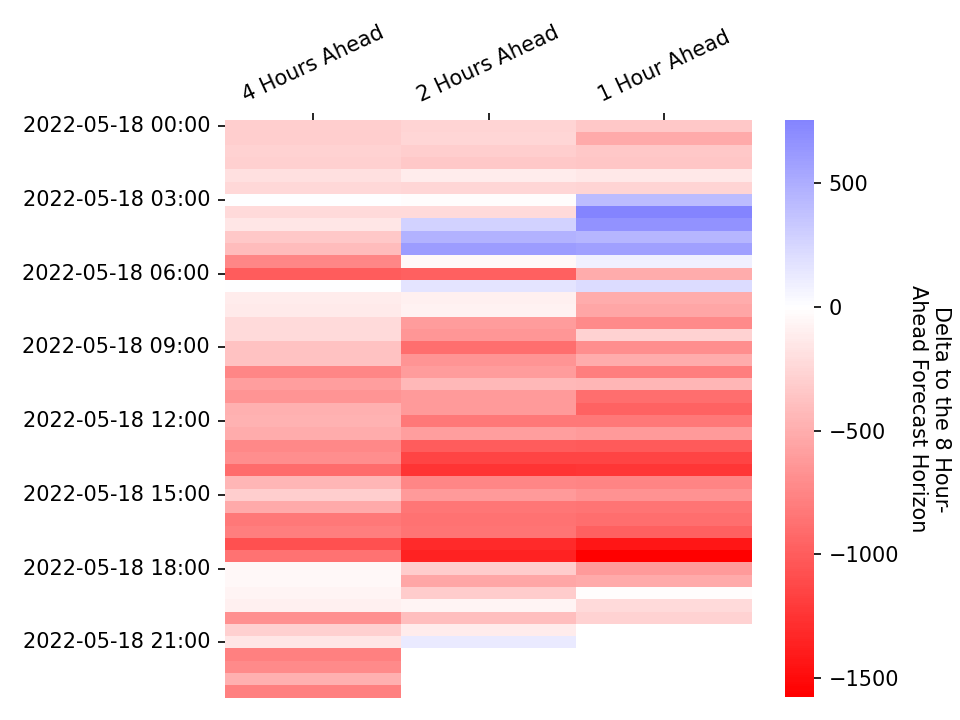 4 Hours Ahead
2 Hours Ahead
1 Hour Ahead
2022-05-18 00:00
2022-05-18 03:00
2022-05-18 06:00
2022-05-18 09:00
2022-05-18 12:00
2022-05-18 15:00
2022-05-18 18:00
2022-05-18 21:00
500
0
−500
−1000
−1500
Delta to the 8 Hour-
Ahead Forecast Horizon